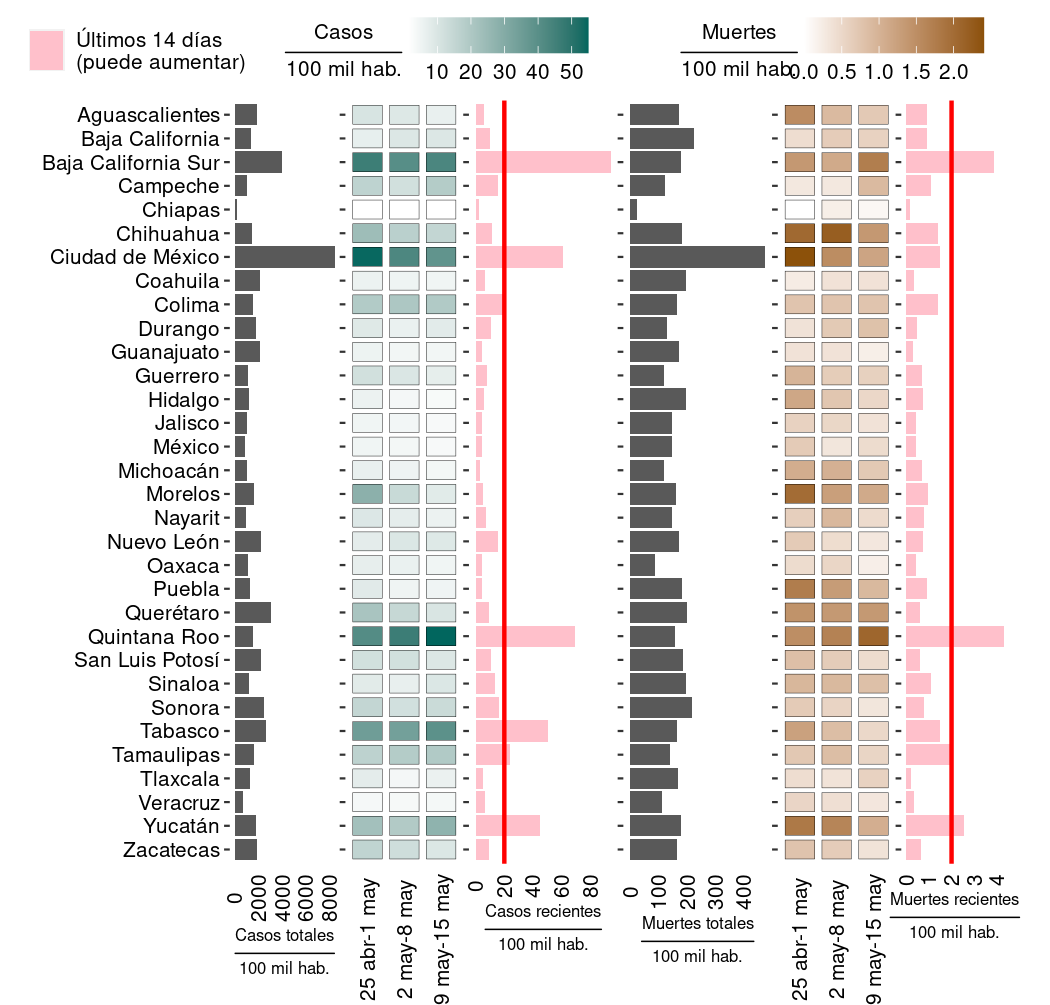 Últimos 14 días
(puede aumentar)
Casos
100 mil hab.
10 20 30 40 50
Muertes
100 mil hab.
0.0 0.5 1.0 1.5 2.0
Aguascalientes
Baja California
Baja California Sur
Campeche
Chiapas
Chihuahua
Ciudad de México
Coahuila
Colima
Durango
Guanajuato
Guerrero
Hidalgo
Jalisco
México
Michoacán
Morelos
Nayarit
Nuevo León
Oaxaca
Puebla
Querétaro
Quintana Roo
San Luis Potosí
Sinaloa
Sonora
Tabasco
Tamaulipas
Tlaxcala
Veracruz
Yucatán
Zacatecas
0 2000 4000 6000 8000
Casos totales
100 mil hab.
25 abr-1 may
2 may-8 may
9 may-15 may
0 20 40 60 80
Casos recientes
100 mil hab.
0 100 200 300 400
Muertes totales
100 mil hab.
25 abr-1 may
2 may-8 may
9 may-15 may
0 1 2 3 4
Muertes recientes
100 mil hab.